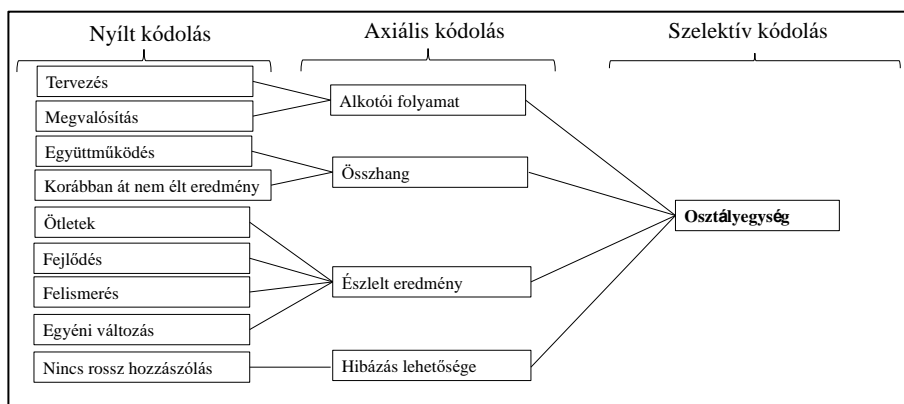 Nyílt kódolás
Axiális kódolás
Szelektív kódolás
Tervezés
Megvalósítás
Együttműködés
Korábban át nem élt eredmény
Ötletek
Fejlődés
Felismerés
Egyéni változás
Nincs rossz hozzászólás
Alkotói folyamat
Összhang
Észlelt eredmény
Hibázás lehetősége
Osztályegység